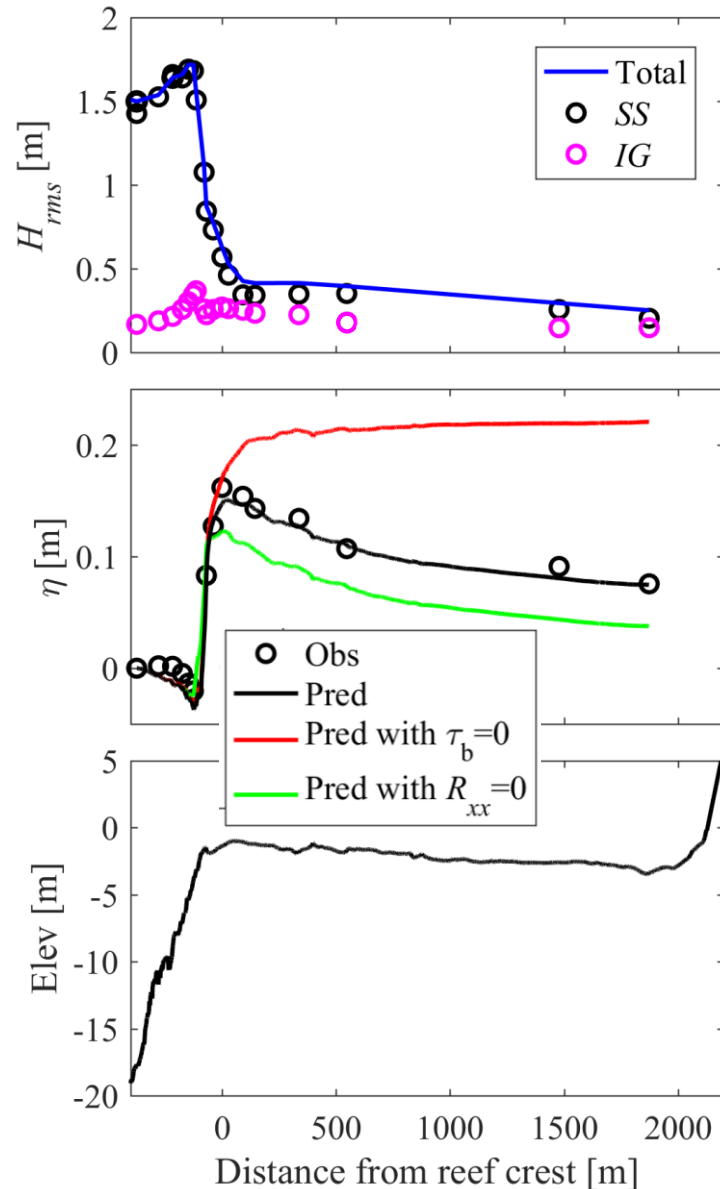 2
1.5
1
0.5
0
H_rms [m]
Total
SS
IG
0.2
0.1
0
η [m]
Obs
Pred
Pred with τ_b=0
Pred with R_xx=0
5
0
-5
-10
-15
-20
Elev [m]
0 500 1000 1500 2000
Distance from reef crest [m]